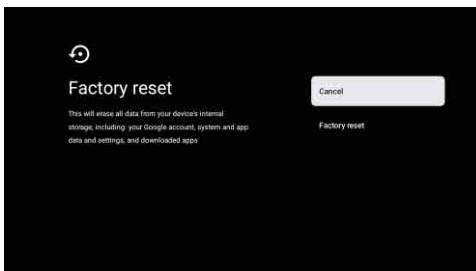 Factory reset
This will erase all data from your device's internal
storage, including: your Google account, system and app
data and settings, and downloaded apps
Cancel
Factory reset